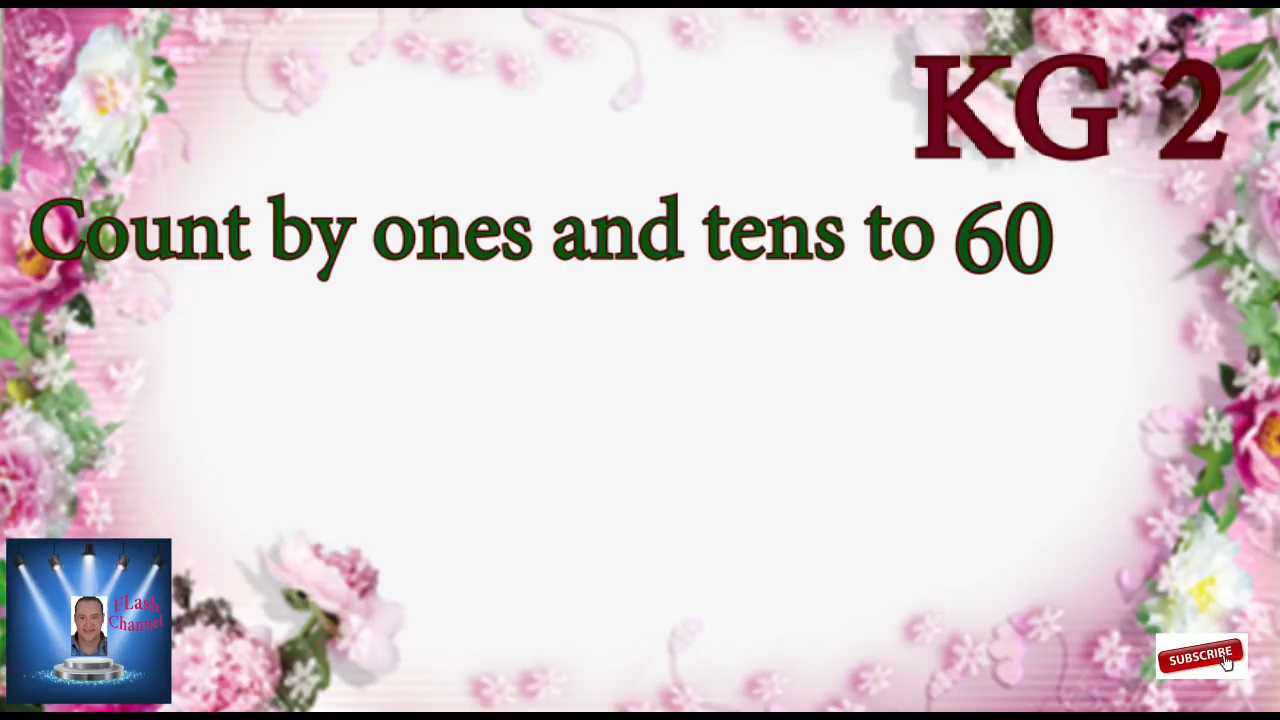 KG 2
Count by ones and tens to 60
FLash
Channel
SUBSCRIBE